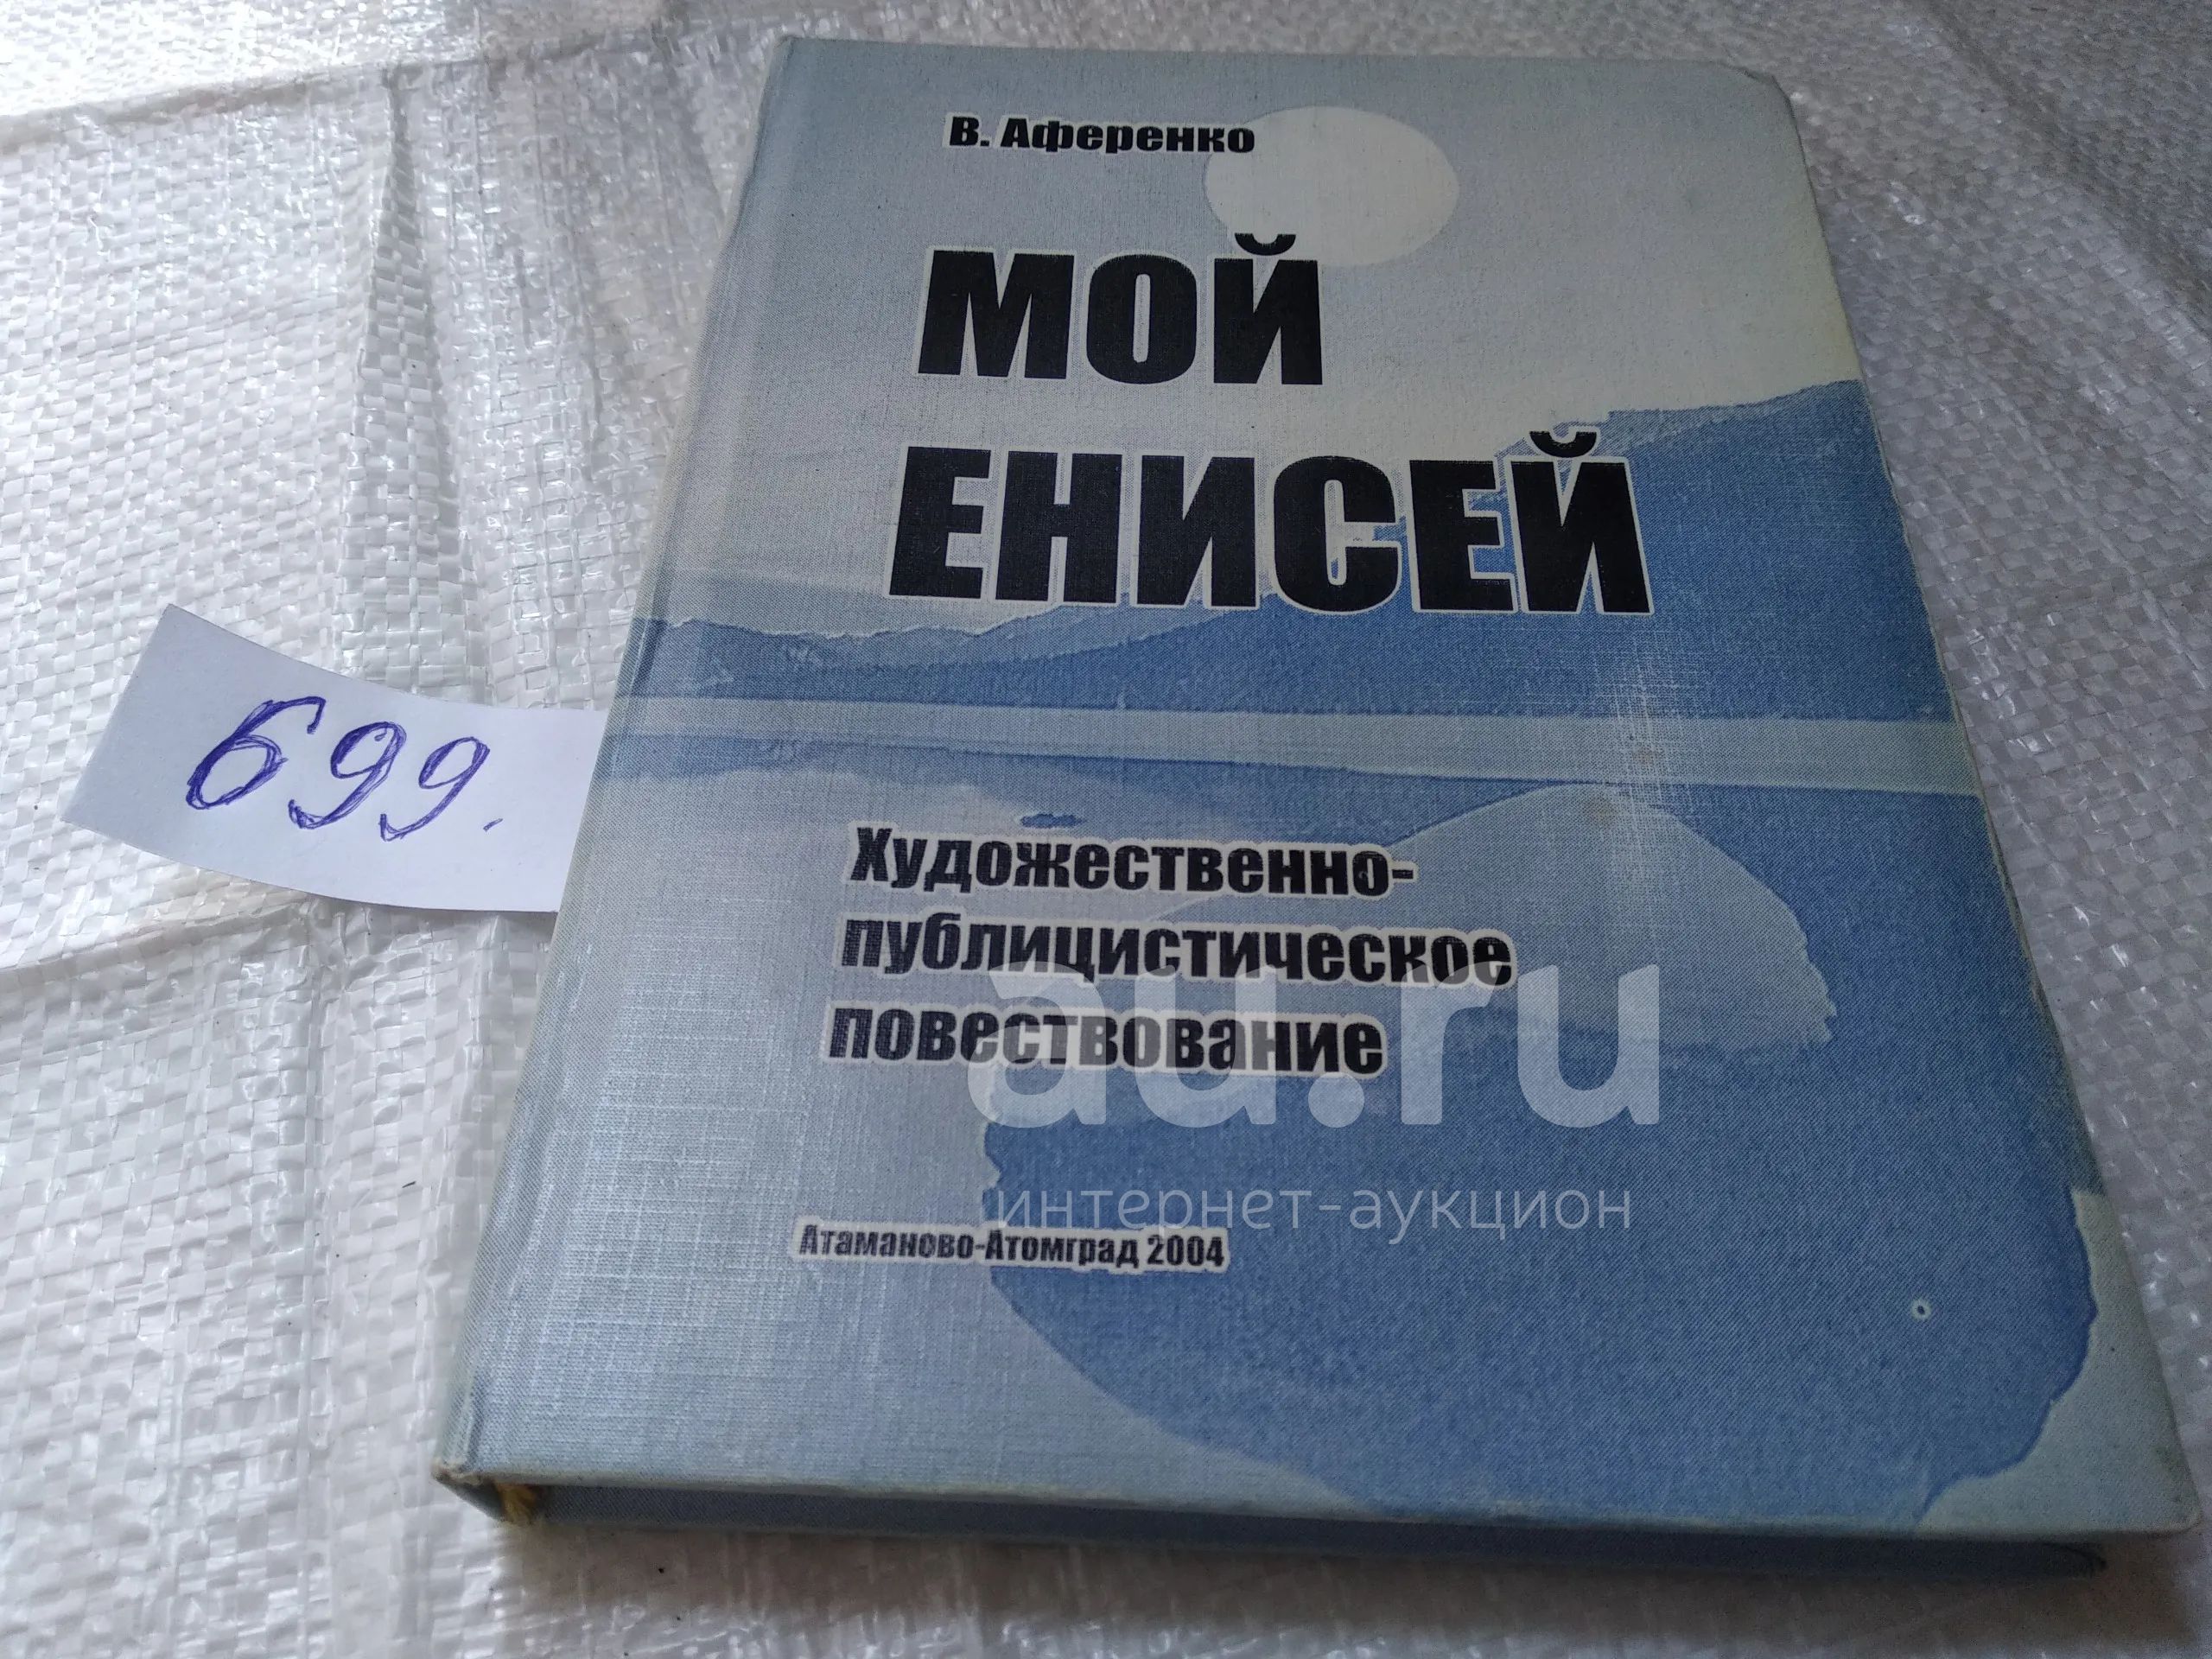 В. Аференко
МОЙ
ЕНИСЕЙ
699.
Художественно-
публицистическое
повествование
au.ru
интернет-аукцион
Атаманово-Атомград 2004